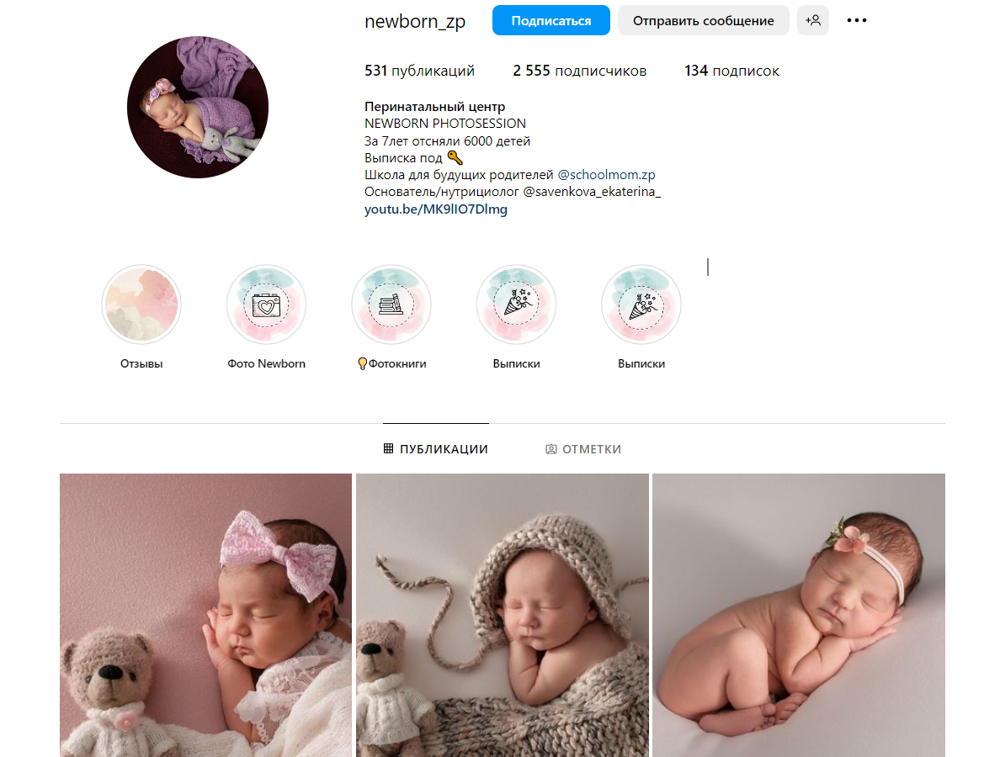 newborn_zp
Подписаться
Отправить сообщение
531 публикаций
2 555 подписчиков
134 подписок
Перинатальный центр
NEWBORN PHOTOSESSION
За 7лет отсняли 6000 детей
Выписка под 🔑
Школа для будущих родителей @schoolmom.zp
Основатель/нутрициолог @savenkova_ekaterina_
youtu.be/MK9lIO7DImg
Отзывы
Фото Newborn
💡Фотокниги
Выписки
Выписки
ПУБЛИКАЦИИ
ОТМЕТКИ